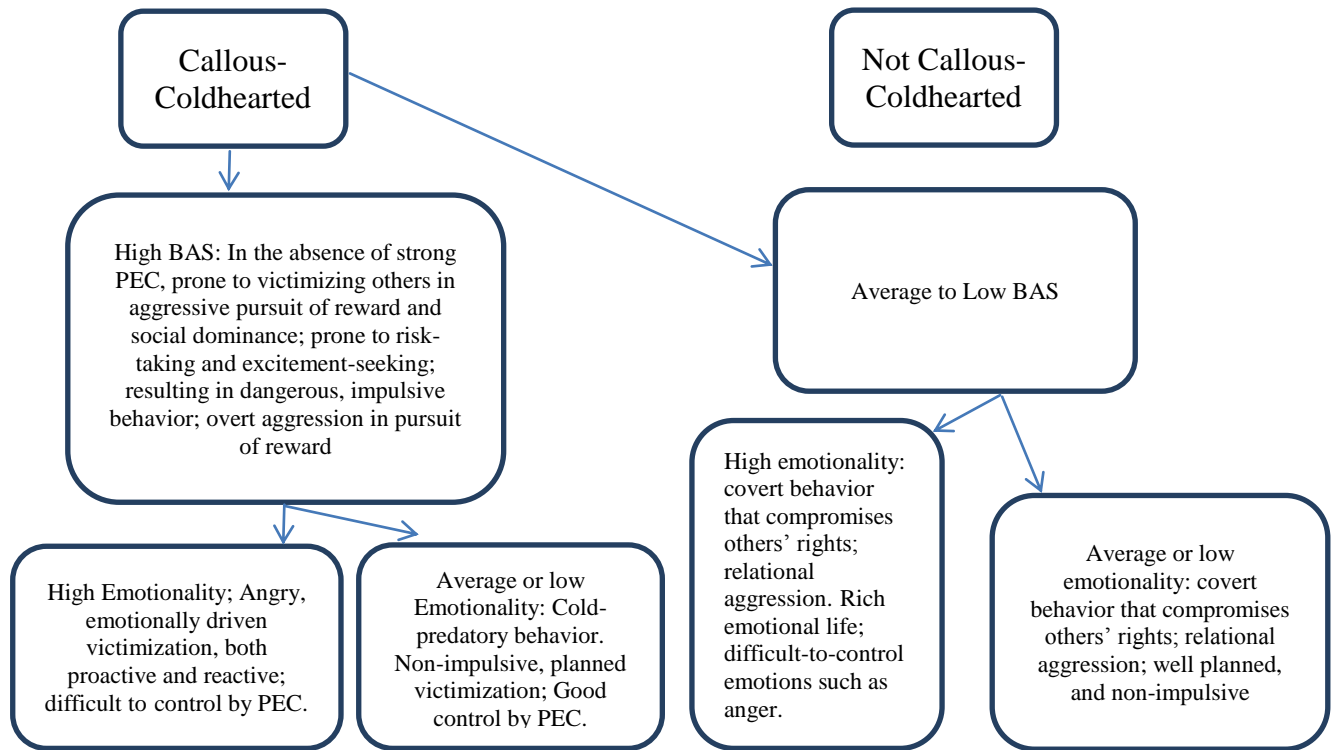 Callous-
Coldhearted
Not Callous-
Coldhearted
High BAS: In the absence of strong
PEC, prone to victimizing others in
aggressive pursuit of reward and
social dominance; prone to risk-
taking and excitement-seeking;
resulting in dangerous, impulsive
behavior; overt aggression in pursuit
of reward
Average to Low BAS
High Emotionality; Angry,
emotionally driven
victimization, both
proactive and reactive;
difficult to control by PEC.
Average or low
Emotionality: Cold-
predatory behavior.
Non-impulsive, planned
victimization; Good
control by PEC.
High emotionality:
covert behavior
that compromises
others’ rights;
relational
aggression. Rich
emotional life;
difficult-to-control
emotions such as
anger.
Average or low
emotionality: covert
behavior that compromises
others’ rights; relational
aggression; well planned,
and non-impulsive